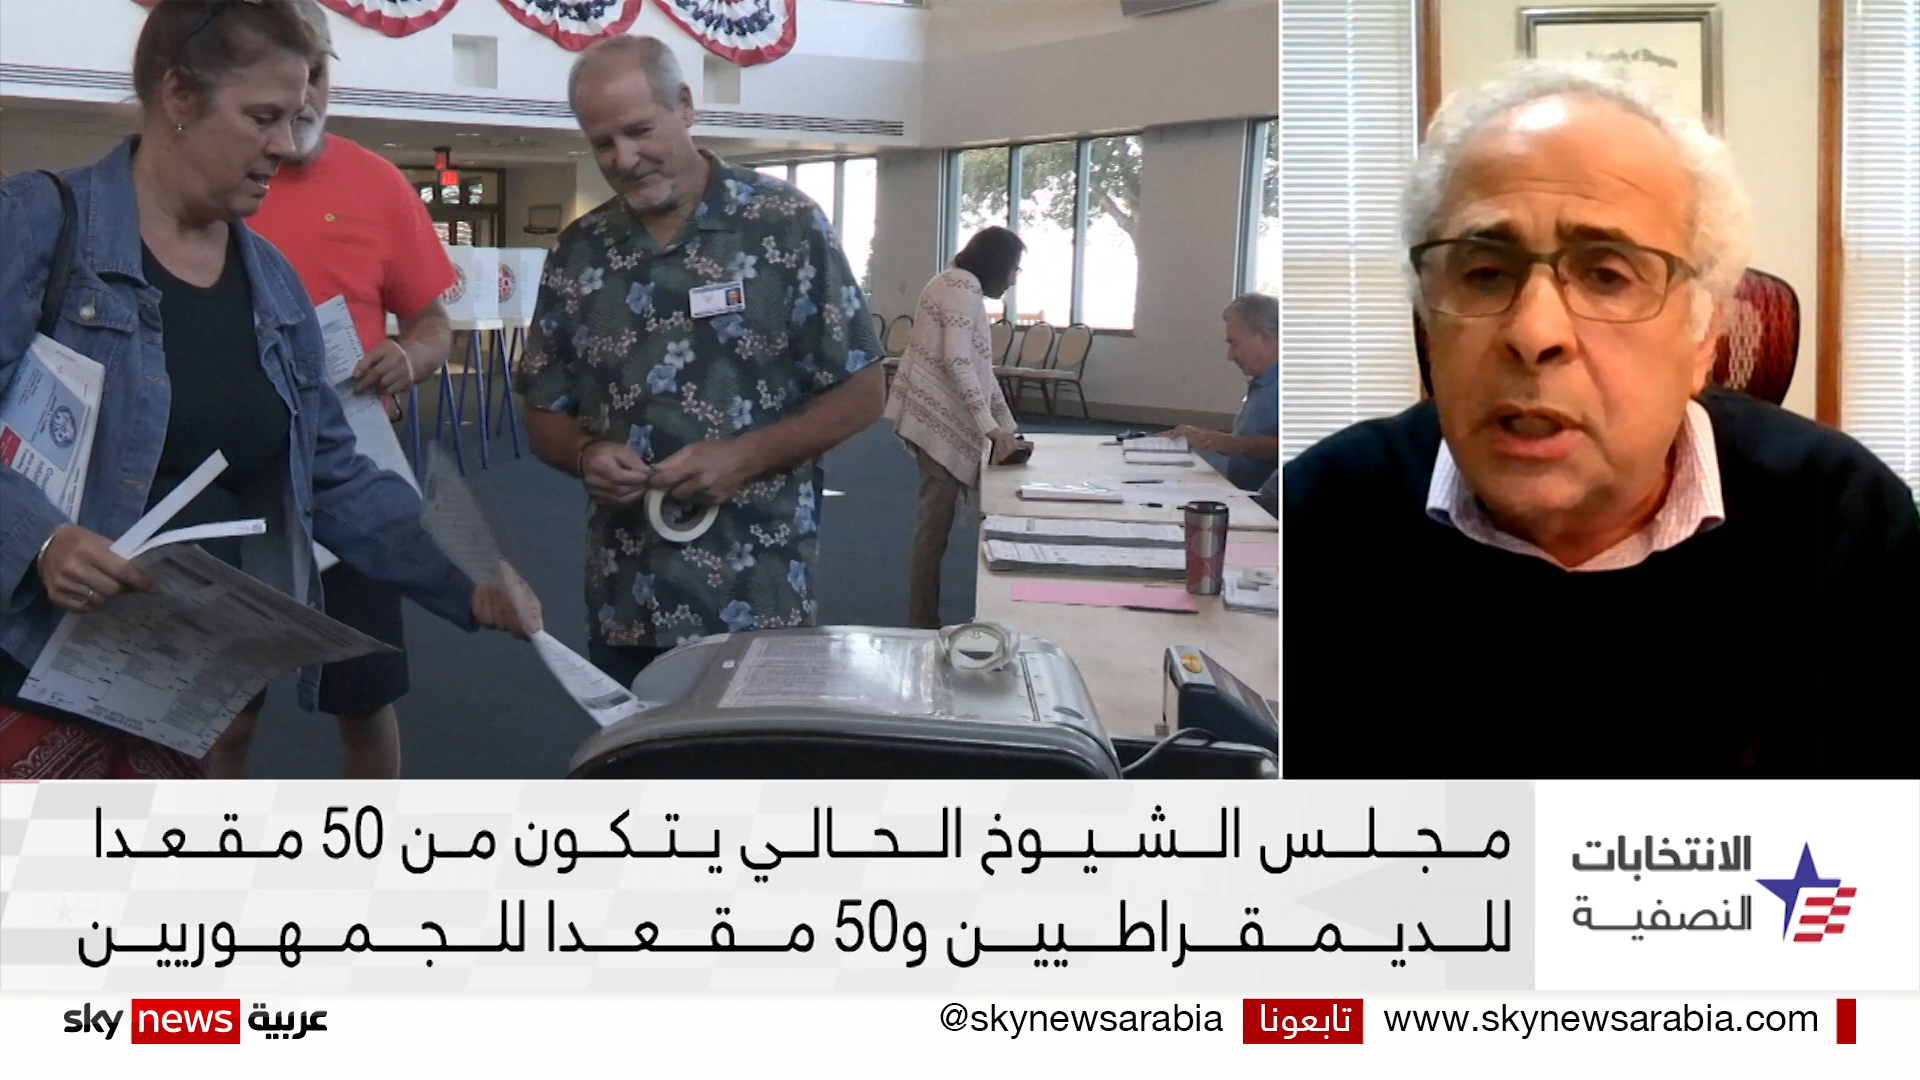 مجلس الشيوخ الحالي يتكون من 50 مقعدا
للديمقراطيين و50 مقعدا للجمهوريين
الانتخابات
النصفية
sky news عربية
@skynewsarabia تابعونا www.skynewsarabia.com